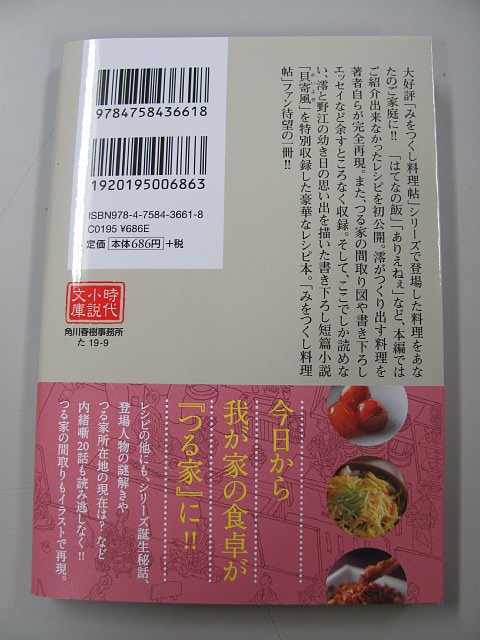 大好評「みをつくし料理帖」シリーズで登場した料理をあな
たのご家庭に!! 「はてなの飯」「ありえねぇ」など、本編では
ご紹介出来なかったレシピを初公開。澪がつくり出す料理を
著者自らが完全再現。また、つる家の間取り図や書き下ろし
エッセイなど余すところなく収録。そして、ここでしか読めな
い、澪と野江の幼き日の思い出を描いた書き下ろし短篇小説
「貝寄風」を特別収録した豪華なレシピ本。「みをつくし料理
帖」ファン待望の一冊!!
かいよせ
9784758436618
1920195006863
ISBN978-4-7584-3661-8
C0195 ¥686E
定価 本体686円 +税
時代
小説
文庫
角川春樹事務所
た 19-9
今日から
我が家の食卓が
『つる家』に!!
レシピの他にも、シリーズ誕生秘話、
登場人物の謎解きや
つる家所在地の現在は?など
内緒噺20話も読み逃しなく!!
つる家の間取りもイラストで再現。